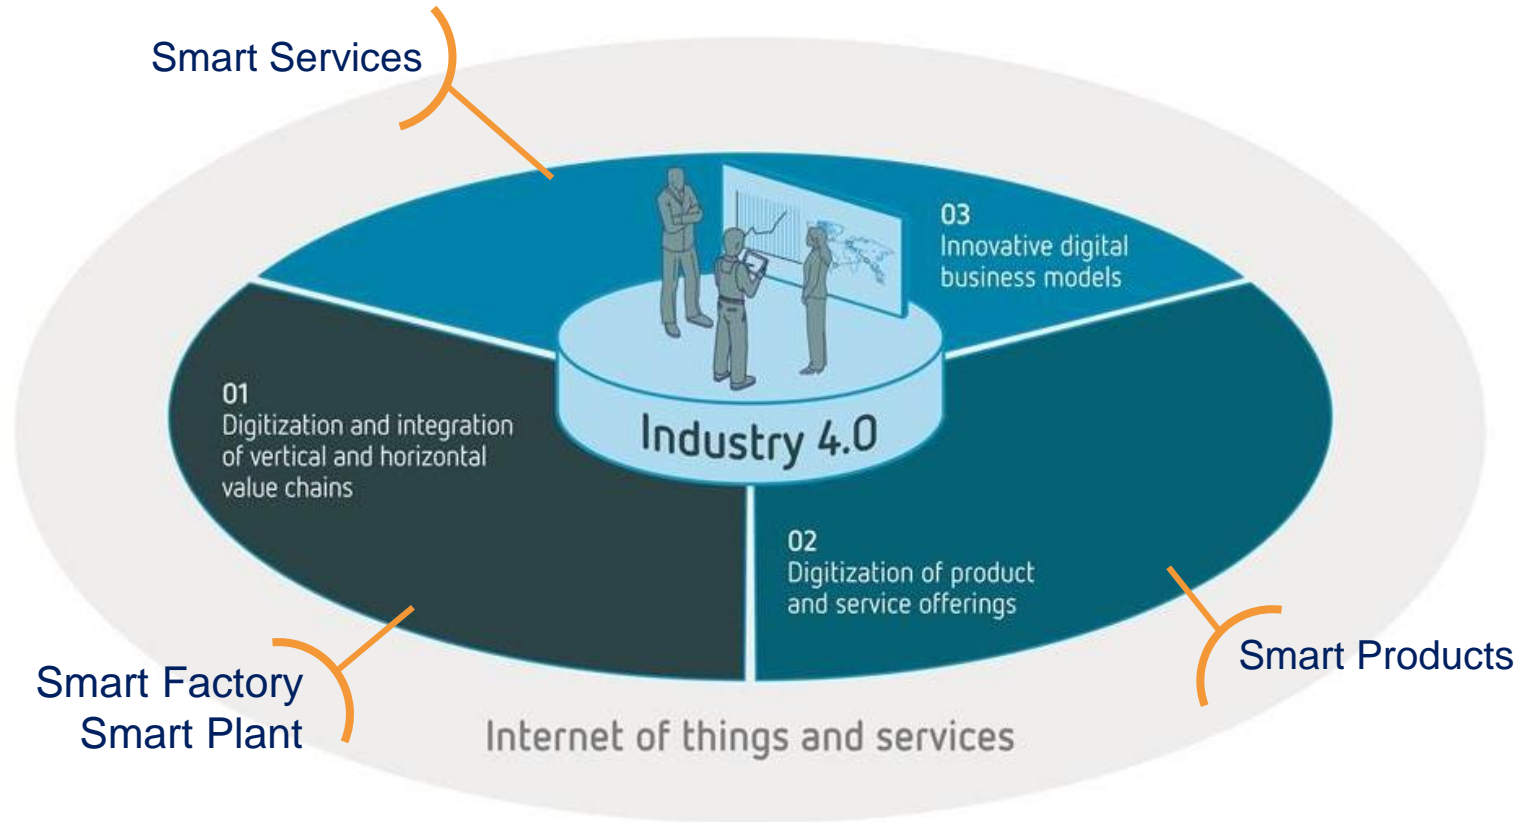 Smart Services
03
Innovative digital
business models
01
Digitization and integration
of vertical and horizontal
value chains
Industry 4.0
02
Digitization of product
and service offerings
Smart Products
Smart Factory
Smart Plant
Internet of things and services